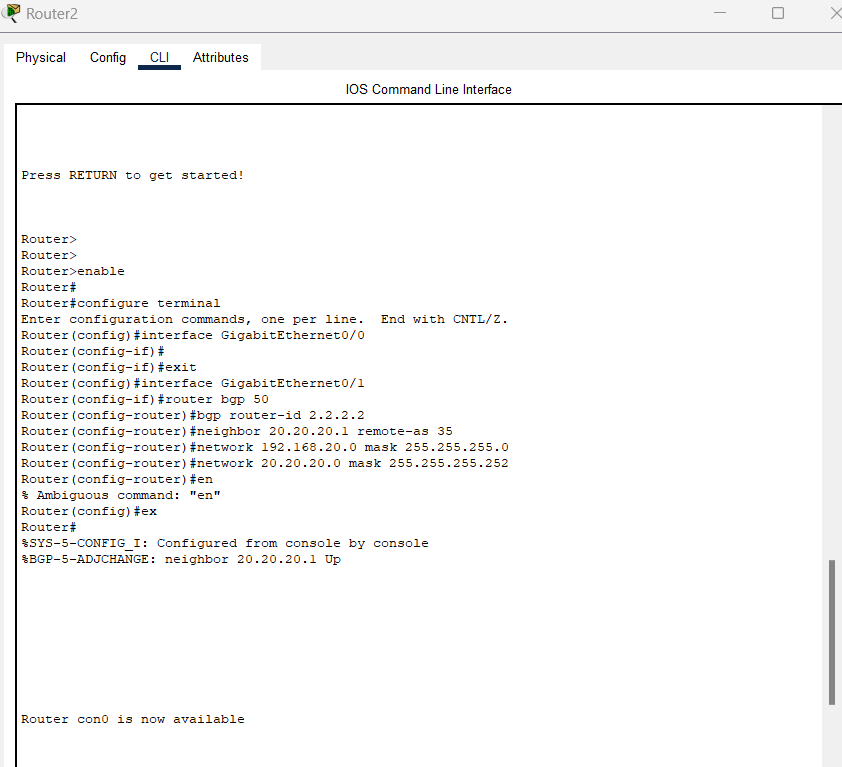 Router2
Physical Config CLI Attributes
IOS Command Line Interface
Press RETURN to get started!
Router>
Router>
Router>enable
Router#
Router#configure terminal
Enter configuration commands, one per line.  End with CNTL/Z.
Router(config)#interface GigabitEthernet0/0
Router(config-if)#
Router(config-if)#exit
Router(config)#interface GigabitEthernet0/1
Router(config-if)#router bgp 50
Router(config-router)#bgp router-id 2.2.2.2
Router(config-router)#neighbor 20.20.20.1 remote-as 35
Router(config-router)#network 192.168.20.0 mask 255.255.255.0
Router(config-router)#network 20.20.20.0 mask 255.255.255.252
Router(config-router)#en
% Ambiguous command: "en"
Router(config)#ex
Router#
%SYS-5-CONFIG_I: Configured from console by console
%BGP-5-ADJCHANGE: neighbor 20.20.20.1 Up
Router con0 is now available